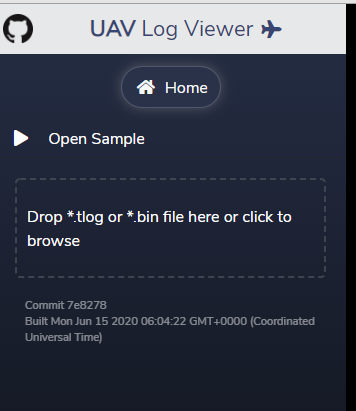 UAV Log Viewer
Home
Open Sample
Drop *.tlog or *.bin file here or click to
browse
Commit 7e8278
Built Mon Jun 15 2020 06:04:22 GMT+0000 (Coordinated
Universal Time)